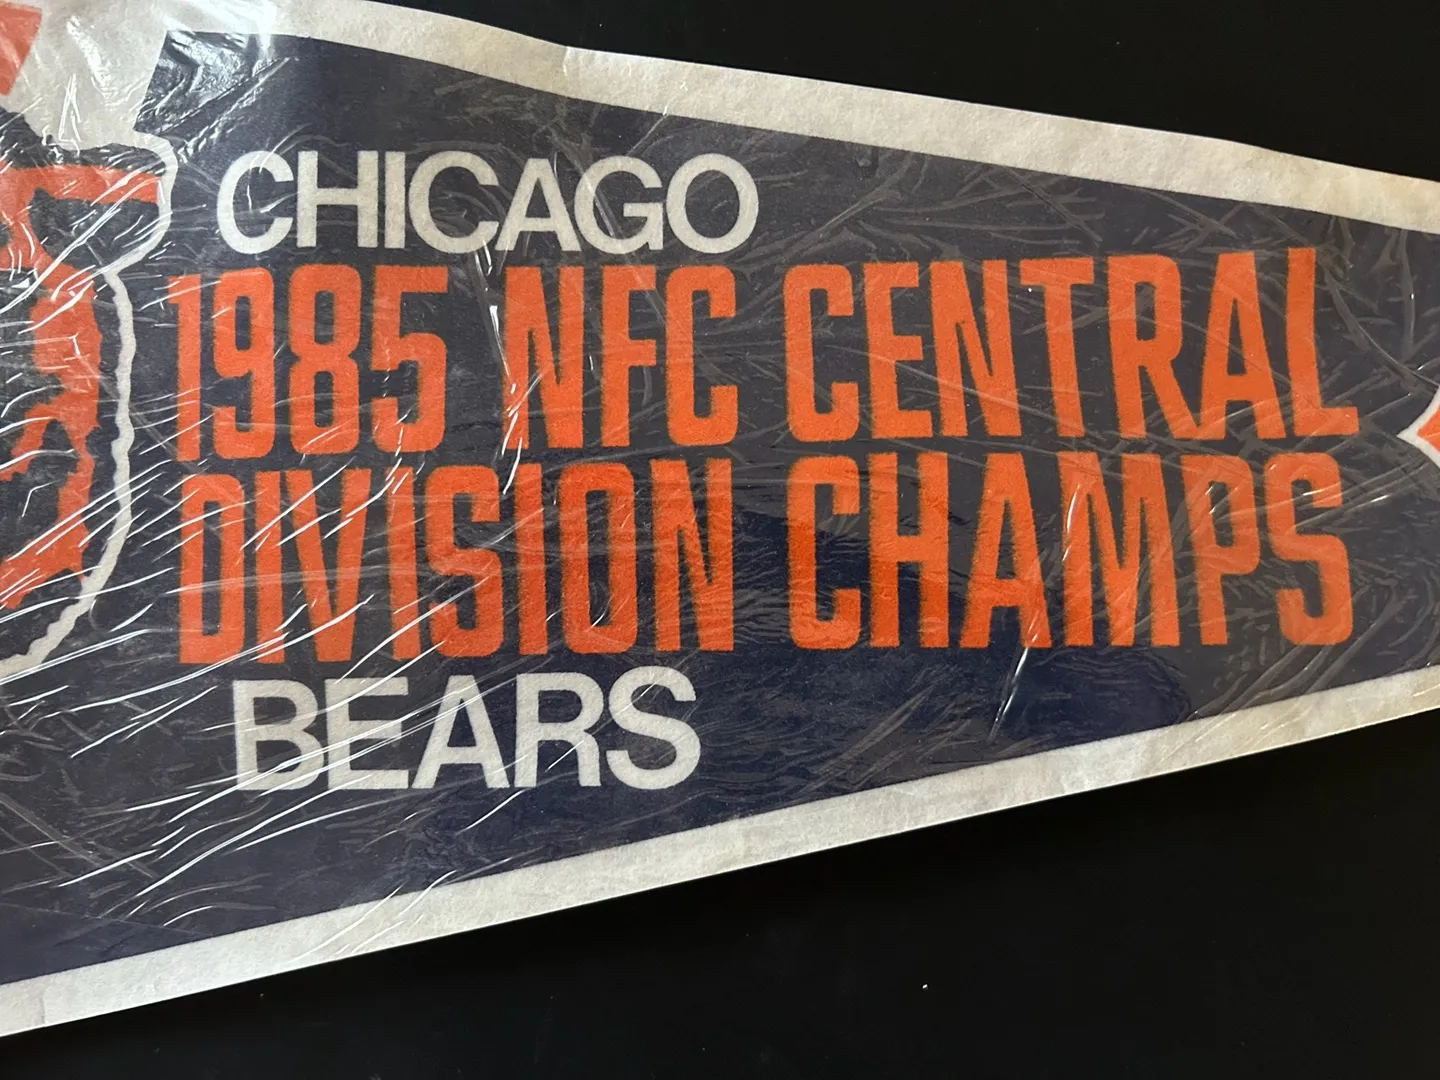 CHICAGO
1985 NFC CENTRAL
DIVISION CHAMPS
BEARS